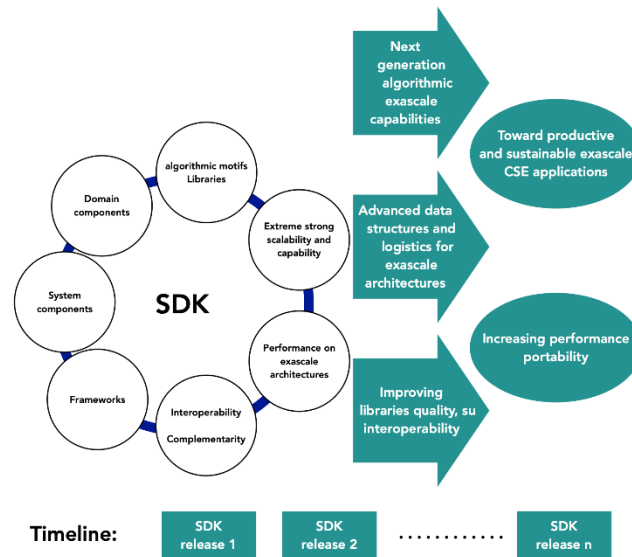 Next
generation
algorithmic
exascale
capabilities
Toward productive
and sustainable exascale
CSE applications
algorithmic motifs
Libraries
Domain
components
Extreme strong
scalability and
capability
Advanced data
structures and
logistics for
exascale
architectures
System
components
SDK
Performance on
exascale
architectures
Increasing performance
portability
Frameworks
Interoperability
Complementarity
Improving
libraries quality, su
interoperability
Timeline:
SDK
release 1
SDK
release 2
............
SDK
release n